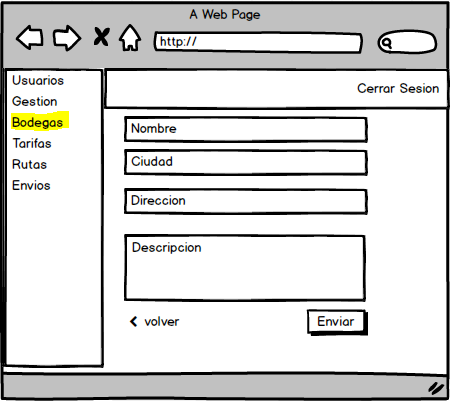 A Web Page
http://
Usuarios
Gestion
Bodegas
Tarifas
Rutas
Envios
Cerrar Sesion
Nombre
Ciudad
Direccion
Descripcion
volver
Enviar